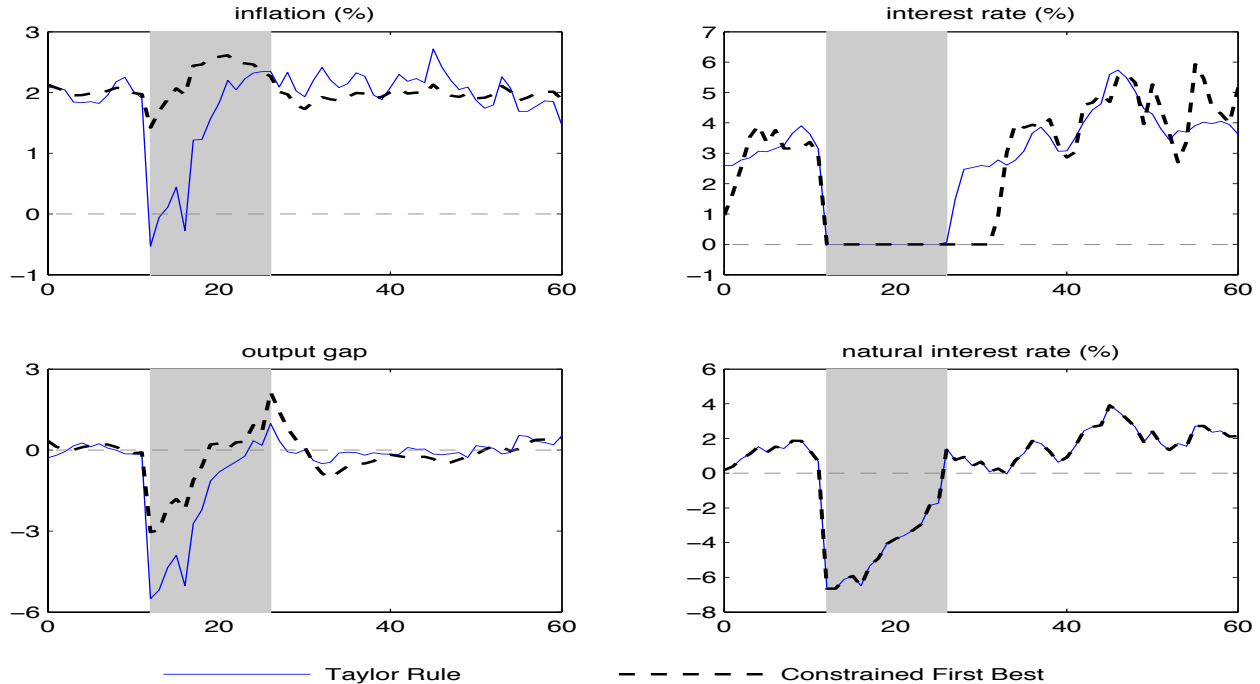 inflation (%)
3
2
1
0
−1
0 20 40 60
interest rate (%)
7
6
5
4
3
2
1
0
−1
0 20 40 60
output gap
3
0
−3
−6
0 20 40 60
natural interest rate (%)
6
4
2
0
−2
−4
−6
−8
0 20 40 60
Taylor Rule
Constrained First Best